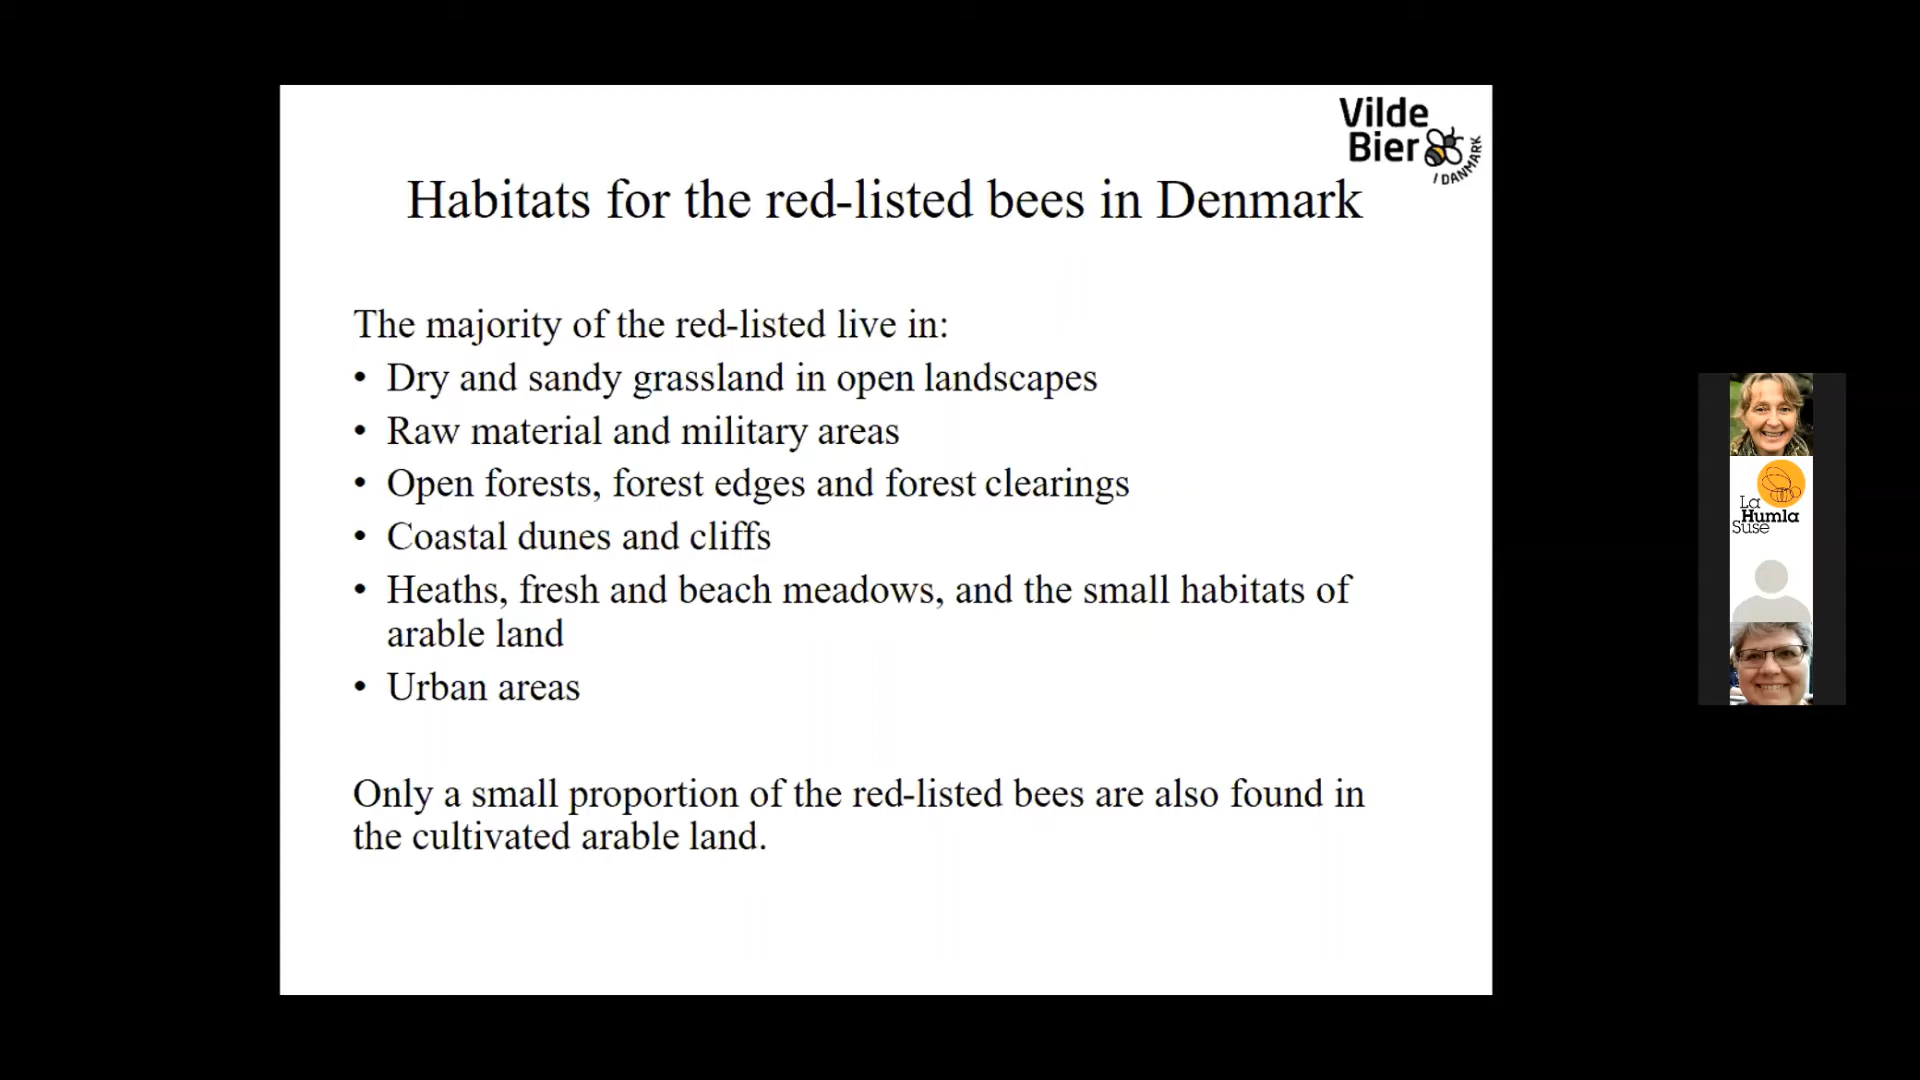 Vilde
Bier
I DANMARK
Habitats for the red-listed bees in Denmark
The majority of the red-listed live in:
• Dry and sandy grassland in open landscapes
• Raw material and military areas
• Open forests, forest edges and forest clearings
• Coastal dunes and cliffs
• Heaths, fresh and beach meadows, and the small habitats of
arable land
• Urban areas
Only a small proportion of the red-listed bees are also found in
the cultivated arable land.
La
Humla
Suse